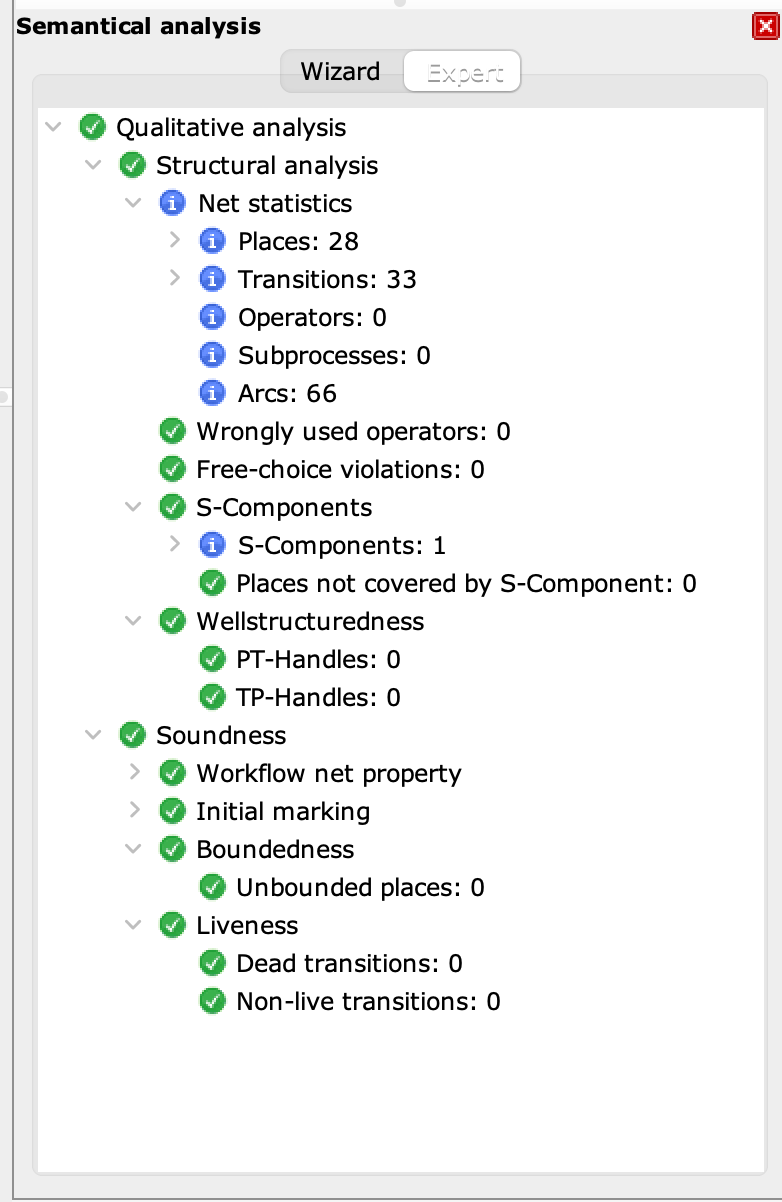 Semantical analysis
Wizard Expert
Qualitative analysis
Structural analysis
Net statistics
Places: 28
Transitions: 33
Operators: 0
Subprocesses: 0
Arcs: 66
Wrongly used operators: 0
Free-choice violations: 0
S-Components
S-Components: 1
Places not covered by S-Component: 0
Wellstructuredness
PT-Handles: 0
TP-Handles: 0
Soundness
Workflow net property
Initial marking
Boundedness
Unbounded places: 0
Liveness
Dead transitions: 0
Non-live transitions: 0